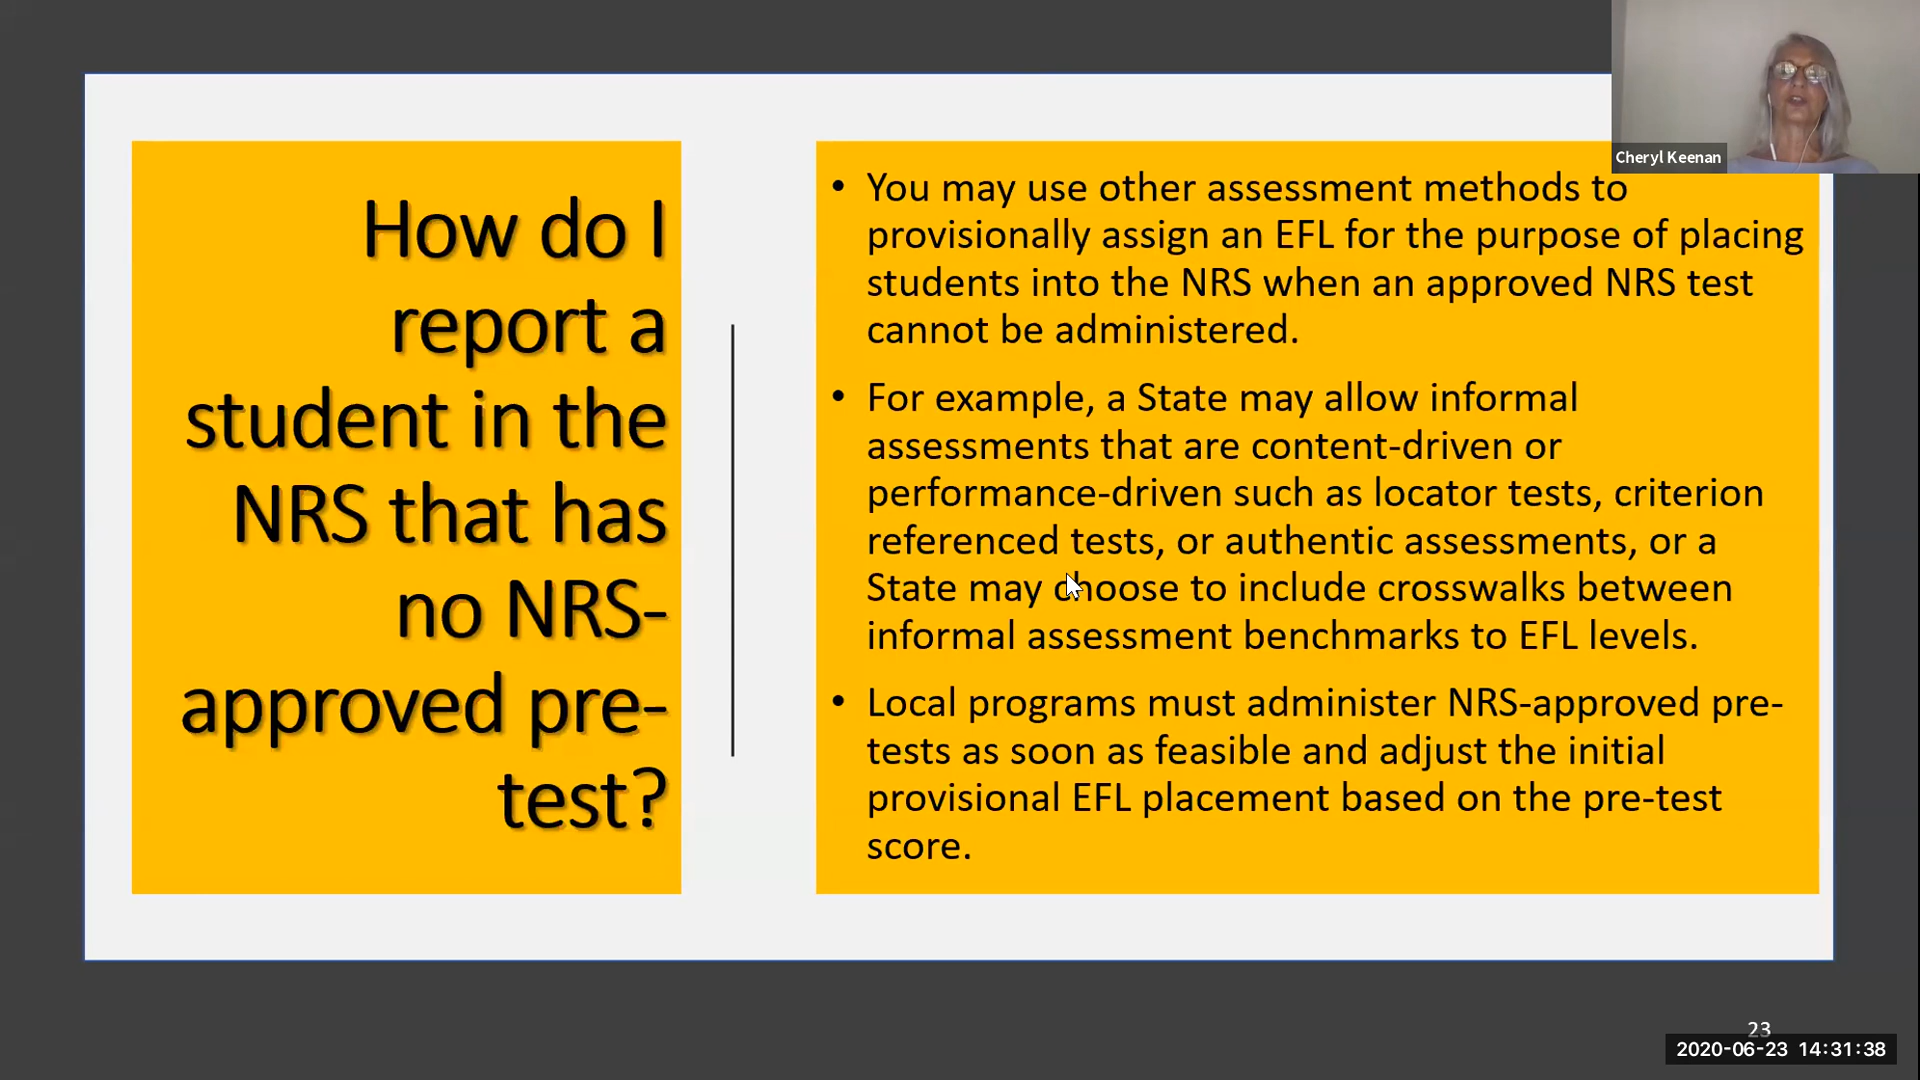 How do I
report a
student in the
NRS that has
no NRS-
approved pre-
test?
Cheryl Keenan
• You may use other assessment methods to
provisionally assign an EFL for the purpose of placing
students into the NRS when an approved NRS test
cannot be administered.
• For example, a State may allow informal
assessments that are content-driven or
performance-driven such as locator tests, criterion
referenced tests, or authentic assessments, or a
State may choose to include crosswalks between
informal assessment benchmarks to EFL levels.
• Local programs must administer NRS-approved pre-
tests as soon as feasible and adjust the initial
provisional EFL placement based on the pre-test
score.
23
2020-06-23 14:31:38